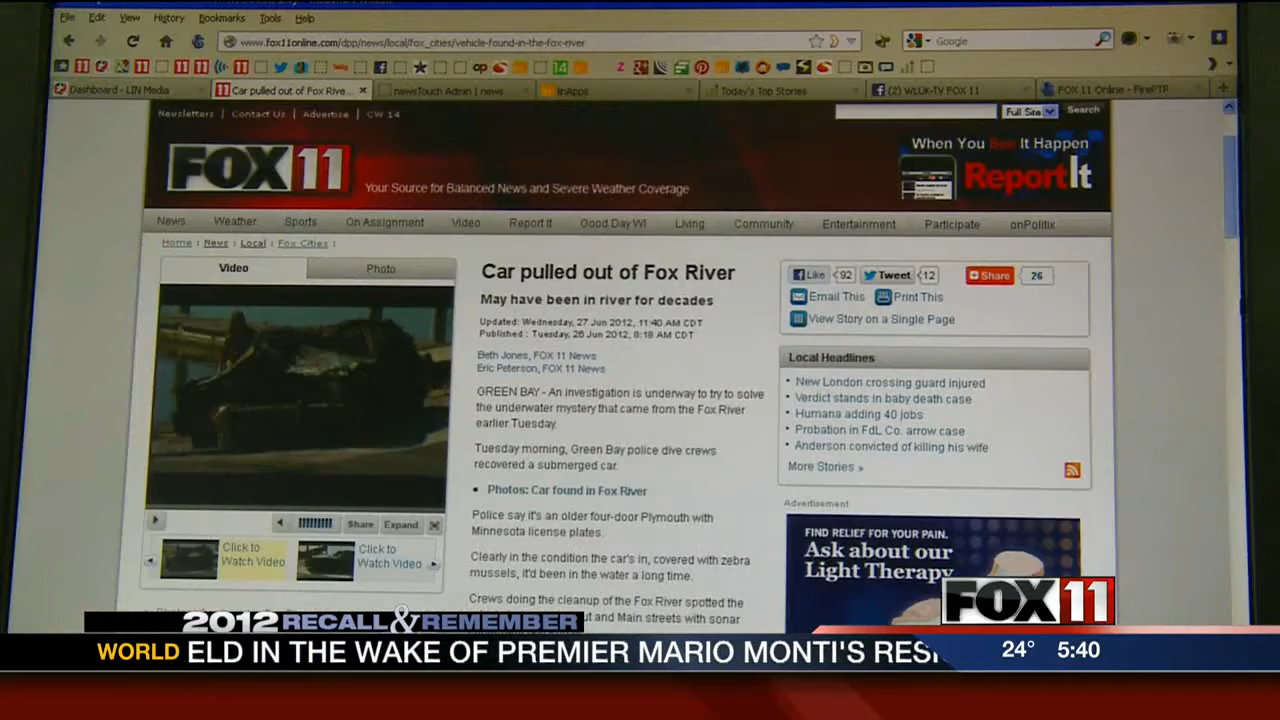 File Edit View History Bookmarks Tools Help
www.fox11online.com/dpp/news/local/fox_cities/vehicle-found-in-the-fox-river
Google
Dashboard - LIN Media
Car pulled out of Fox Rive...
newsTouch Admin | news
linApps
Today's Top Stories
(2) WLUK-TV FOX 11
FOX 11 Online - FireFTP
Newsletters | Contact Us | Advertise | CW 14
Full Site
Search
FOX 11
Your Source for Balanced News and Severe Weather Coverage
When You See It Happen
ReportIt
News Weather Sports On Assignment Video Report It Good Day WI Living Community Entertainment Participate onPolitix
Home News Local Fox Cities
Video
Photo
Car pulled out of Fox River
May have been in river for decades
Updated: Wednesday, 27 Jun 2012, 11:40 AM CDT
Published : Tuesday, 26 Jun 2012, 8:18 AM CDT
Beth Jones, FOX 11 News
Eric Peterson, FOX 11 News
GREEN BAY - An investigation is underway to try to solve
the underwater mystery that came from the Fox River
earlier Tuesday.
Tuesday morning, Green Bay police dive crews
recovered a submerged car.
• Photos: Car found in Fox River
Police say it's an older four-door Plymouth with
Minnesota license plates.
Clearly in the condition the car's in, covered with zebra
mussels, it'd been in the water a long time.
Crews doing the cleanup of the Fox River spotted the
ut and Main streets with sonar
Share Expand
Click to
Watch Video
Click to
Watch Video
Like 92 Tweet 12 Share 26
Email This Print This
View Story on a Single Page
Local Headlines
• New London crossing guard injured
• Verdict stands in baby death case
• Humana adding 40 jobs
• Probation in FdL Co. arrow case
• Anderson convicted of killing his wife
More Stories »
Advertisement
FIND RELIEF FOR YOUR PAIN.
Ask about our
Light Therapy
FOX 11
2012 RECALL & REMEMBER
WORLD ELD IN THE WAKE OF PREMIER MARIO MONTI'S RESI
24° 5:40